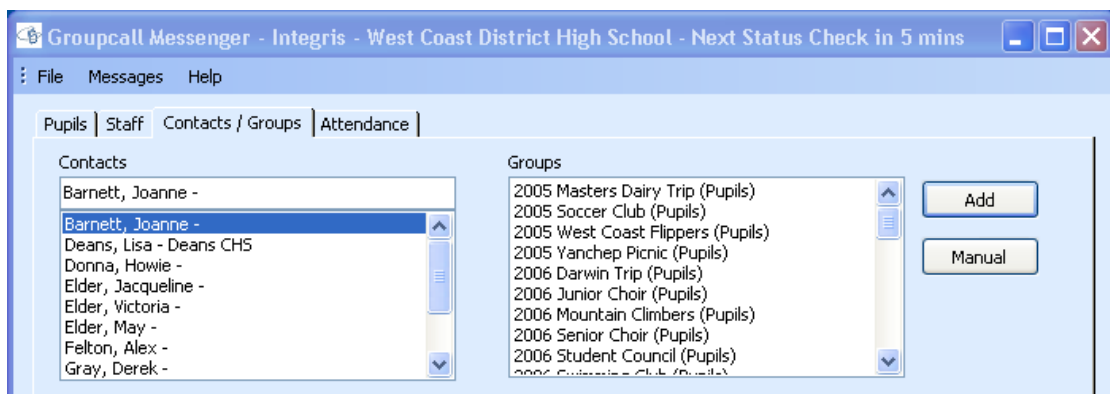 Groupcall Messenger - Integris - West Coast District High School - Next Status Check in 5 mins
File Messages Help
Pupils Staff Contacts / Groups Attendance
Contacts
Barnett, Joanne -
Barnett, Joanne -
Deans, Lisa - Deans CHS
Donna, Howie -
Elder, Jacqueline -
Elder, Victoria -
Elder, May -
Felton, Alex -
Gray, Derek -
Groups
2005 Masters Dairy Trip (Pupils)
2005 Soccer Club (Pupils)
2005 West Coast Flippers (Pupils)
2005 Yanchep Picnic (Pupils)
2006 Darwin Trip (Pupils)
2006 Junior Choir (Pupils)
2006 Mountain Climbers (Pupils)
2006 Senior Choir (Pupils)
2006 Student Council (Pupils)
2006 Swimming Club (Pupils)
Add
Manual